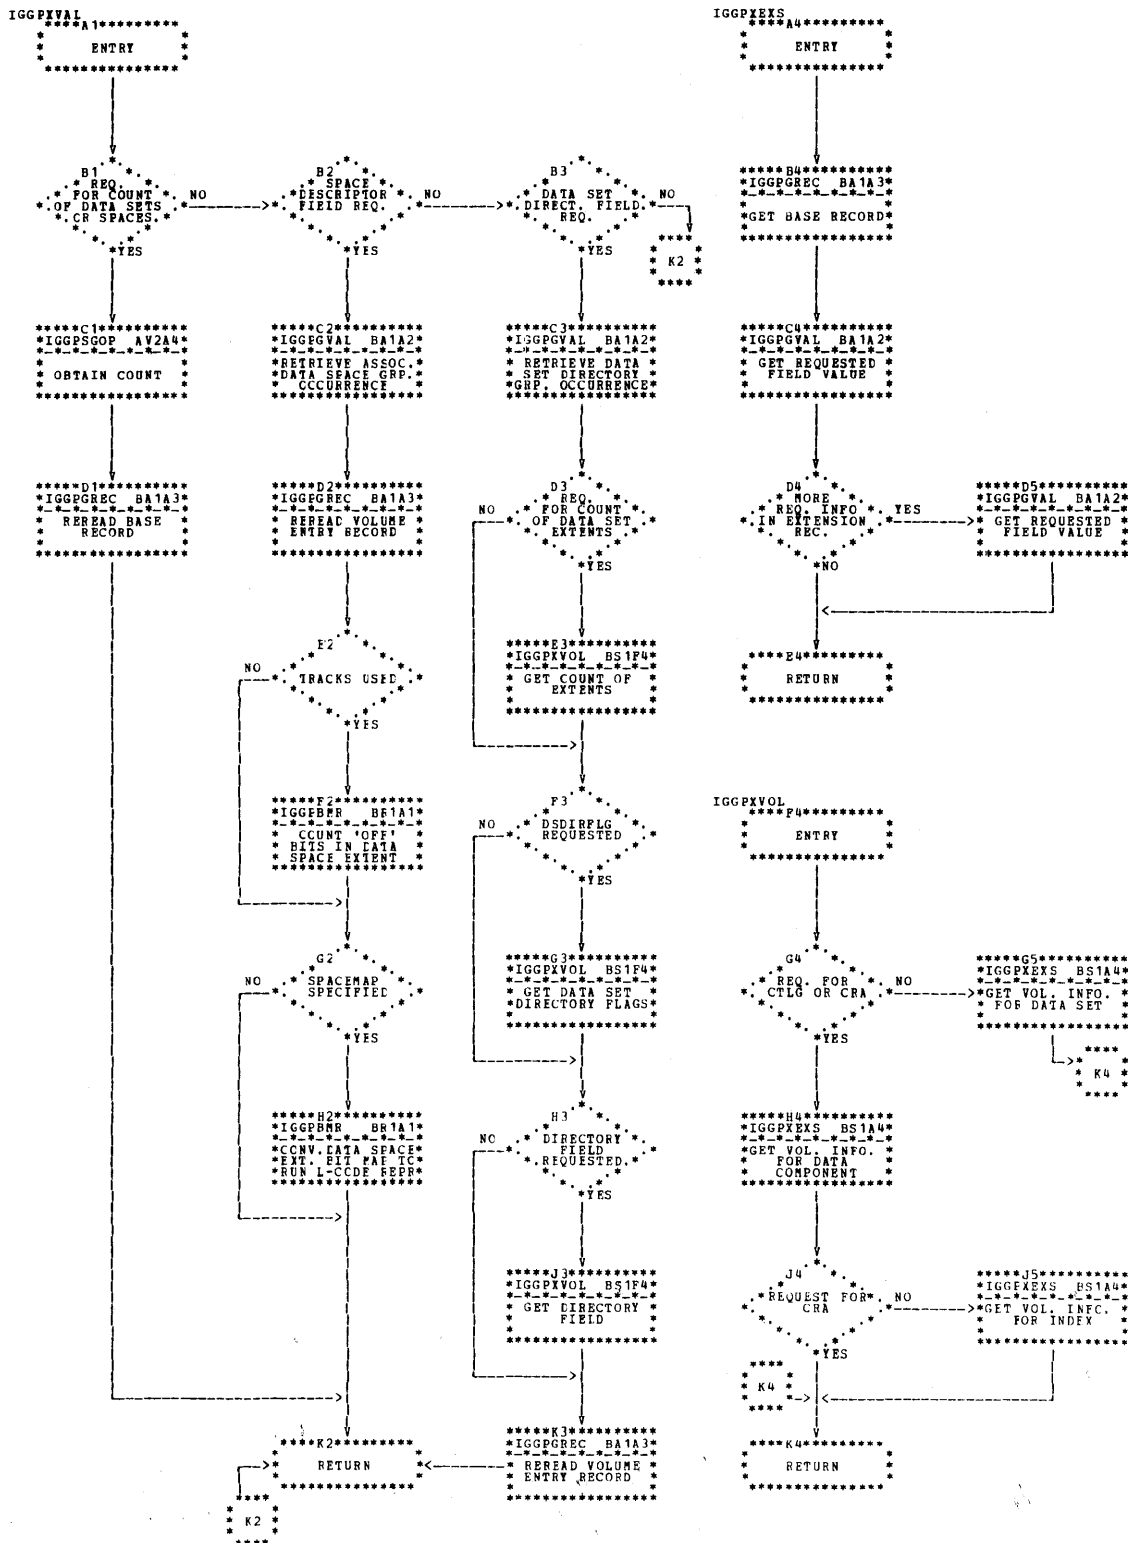 IGGPXVAL
A1
ENTRY
B1
REQ.
FOR COUNT
OF DATA SETS
CR SPACES.
NO
YES
B2
SPACE
DESCRIPTOR
FIELD REQ.
NO
YES
B3
DATA SET
DIRECT. FIELD
REQ.
NO
YES
K2
C1
IGGPSGOP AV2A4
OBTAIN COUNT
C2
IGGPGVAL BA1A2
RETRIEVE ASSOC.
DATA SPACE GRP.
OCCURRENCE
C3
IGGPGVAL BA1A2
RETRIEVE DATA
SET DIRECTORY
GRP. OCCURRENCE
D1
IGGPGREC BA1A3
REREAD BASE
RECORD
D2
IGGPGREC BA1A3
REREAD VOLUME
ENTRY RECORD
D3
REQ.
FOR COUNT
OF DATA SET
EXTENTS
NO
YES
E2
TRACKS USED
NO
YES
E3
IGGPXVOL BS1F4
GET COUNT OF
EXTENTS
F2
IGGPBMR BR1A1
COUNT 'OFF'
BITS IN DATA
SPACE EXTENT
F3
DSDIRFLG
REQUESTED
NO
YES
G2
SPACEMAP
SPECIFIED
NO
YES
G3
IGGPXVOL BS1F4
GET DATA SET
DIRECTORY FLAGS
H2
IGGPBMR BR1A1
CONV.DATA SPACE
EXT. BIT MAP TC
RUN L-CCDE REPR
H3
DIRECTORY
FIELD
REQUESTED.
NO
YES
J3
IGGPXVOL BS1F4
GET DIRECTORY
FIELD
K2
RETURN
K3
IGGPGREC BA1A3
REREAD VOLUME
ENTRY RECORD
K2
IGGPXEXS
A4
ENTRY
B4
IGGPGREC BA1A3
GET BASE RECORD
C4
IGGPGVAL BA1A2
GET REQUESTED
FIELD VALUE
D4
MORE
REQ. INFO
IN EXTENSION
REC.
YES
NO
D5
IGGPGVAL BA1A2
GET REQUESTED
FIELD VALUE
E4
RETURN
IGGPXVOL
F4
ENTRY
G4
REQ. FOR
CTLG OR CRA
NO
YES
G5
IGGPXEXS BS1A4
GET VOL. INFO.
FOR DATA SET
K4
H4
IGGPXEXS BS1A4
GET VOL. INFO.
FOR DATA
COMPONENT
J4
REQUEST FOR
CRA
NO
YES
J5
IGGPXEXS BS1A4
GET VOL. INFC.
FOR INDEX
K4
K4
RETURN